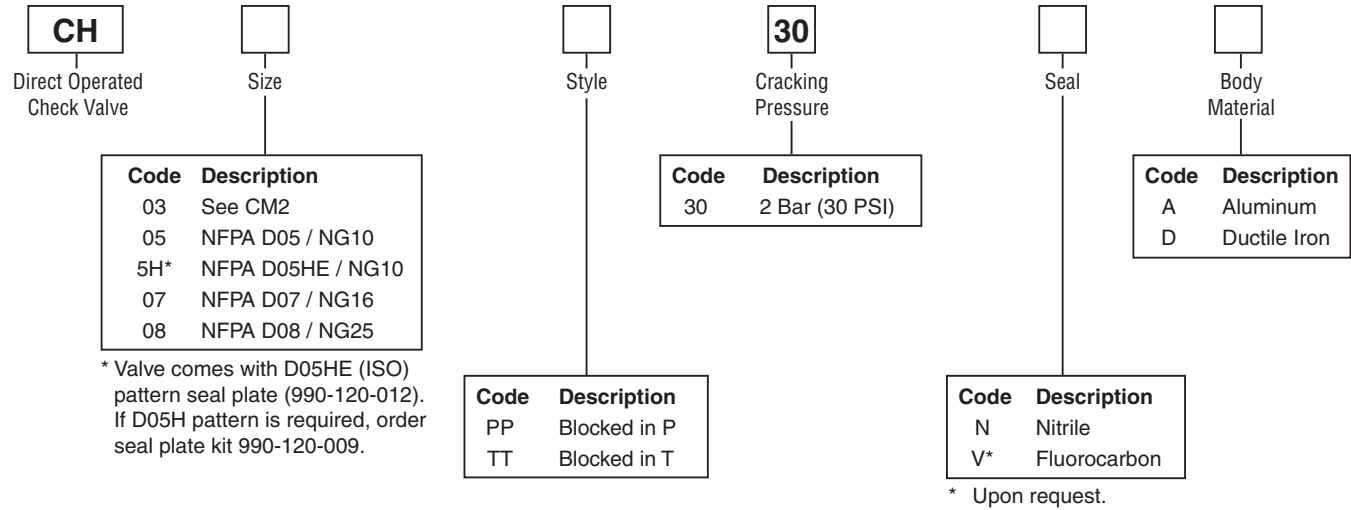 CH
30
Direct Operated
Check Valve
Size
Style
Cracking
Pressure
Seal
Body
Material
Code Description
03 See CM2
05 NFPA D05 / NG10
5H* NFPA D05HE / NG10
07 NFPA D07 / NG16
08 NFPA D08 / NG25
* Valve comes with D05HE (ISO)
pattern seal plate (990-120-012).
If D05H pattern is required, order
seal plate kit 990-120-009.
Code Description
PP Blocked in P
TT Blocked in T
Code Description
30 2 Bar (30 PSI)
Code Description
N Nitrile
V* Fluorocarbon
* Upon request.
Code Description
A Aluminum
D Ductile Iron